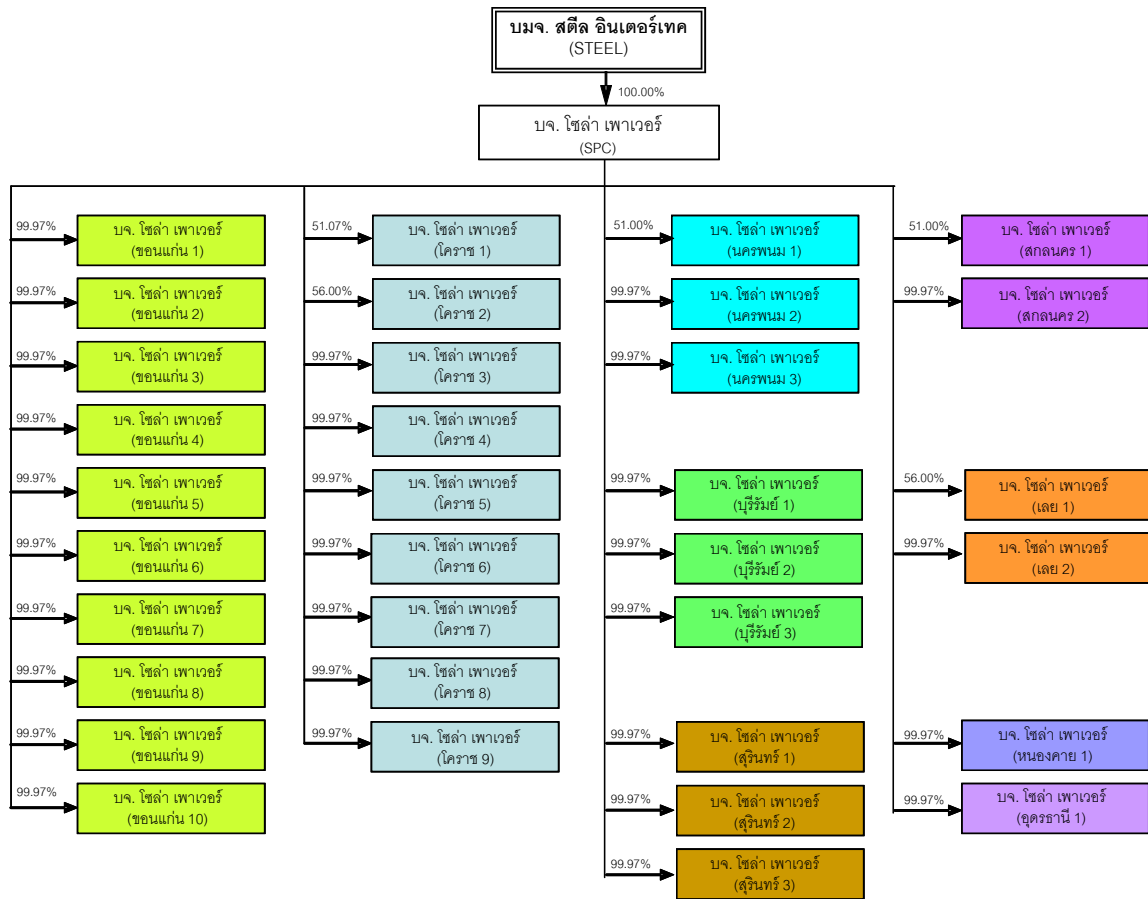 บมจ. สตีล อินเตอร์เทค
(STEEL)
100.00%
บจ. โซล่า เพาเวอร์
(SPC)
99.97%
บจ. โซล่า เพาเวอร์
(ขอนแก่น 1)
99.97%
บจ. โซล่า เพาเวอร์
(ขอนแก่น 2)
99.97%
บจ. โซล่า เพาเวอร์
(ขอนแก่น 3)
99.97%
บจ. โซล่า เพาเวอร์
(ขอนแก่น 4)
99.97%
บจ. โซล่า เพาเวอร์
(ขอนแก่น 5)
99.97%
บจ. โซล่า เพาเวอร์
(ขอนแก่น 6)
99.97%
บจ. โซล่า เพาเวอร์
(ขอนแก่น 7)
99.97%
บจ. โซล่า เพาเวอร์
(ขอนแก่น 8)
99.97%
บจ. โซล่า เพาเวอร์
(ขอนแก่น 9)
99.97%
บจ. โซล่า เพาเวอร์
(ขอนแก่น 10)
51.07%
บจ. โซล่า เพาเวอร์
(โคราช 1)
56.00%
บจ. โซล่า เพาเวอร์
(โคราช 2)
99.97%
บจ. โซล่า เพาเวอร์
(โคราช 3)
99.97%
บจ. โซล่า เพาเวอร์
(โคราช 4)
99.97%
บจ. โซล่า เพาเวอร์
(โคราช 5)
99.97%
บจ. โซล่า เพาเวอร์
(โคราช 6)
99.97%
บจ. โซล่า เพาเวอร์
(โคราช 7)
99.97%
บจ. โซล่า เพาเวอร์
(โคราช 8)
99.97%
บจ. โซล่า เพาเวอร์
(โคราช 9)
51.00%
บจ. โซล่า เพาเวอร์
(นครพนม 1)
99.97%
บจ. โซล่า เพาเวอร์
(นครพนม 2)
99.97%
บจ. โซล่า เพาเวอร์
(นครพนม 3)
99.97%
บจ. โซล่า เพาเวอร์
(บุรีรัมย์ 1)
99.97%
บจ. โซล่า เพาเวอร์
(บุรีรัมย์ 2)
99.97%
บจ. โซล่า เพาเวอร์
(บุรีรัมย์ 3)
99.97%
บจ. โซล่า เพาเวอร์
(สุรินทร์ 1)
99.97%
บจ. โซล่า เพาเวอร์
(สุรินทร์ 2)
99.97%
บจ. โซล่า เพาเวอร์
(สุรินทร์ 3)
51.00%
บจ. โซล่า เพาเวอร์
(สกลนคร 1)
99.97%
บจ. โซล่า เพาเวอร์
(สกลนคร 2)
56.00%
บจ. โซล่า เพาเวอร์
(เลย 1)
99.97%
บจ. โซล่า เพาเวอร์
(เลย 2)
99.97%
บจ. โซล่า เพาเวอร์
(หนองคาย 1)
99.97%
บจ. โซล่า เพาเวอร์
(อุดรธานี 1)